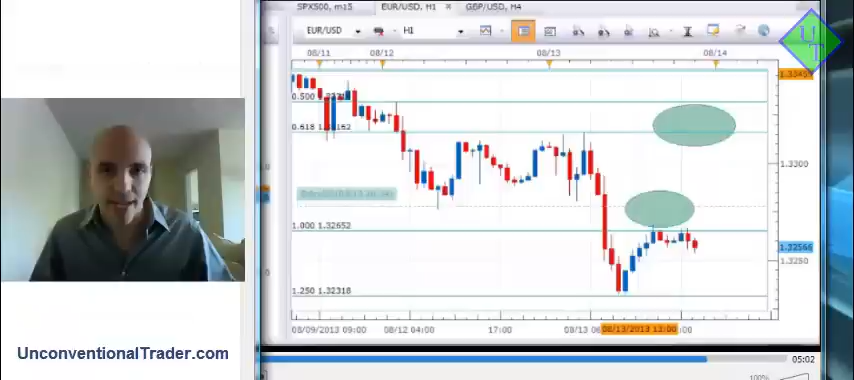 SPX500, m15
EUR/USD, H1
GBP/USD, H4
EUR/USD
H1
08/11
08/12
08/13
08/14
UT
0.500
0.618
1.3300
1.000 1.32652
1.32566
1.3250
1.250 1.32318
08/09/2013 09:00
08/12 04:00
17:00
08/13
08/13/2013 13:00
UnconventionalTrader.com
05:02
100%